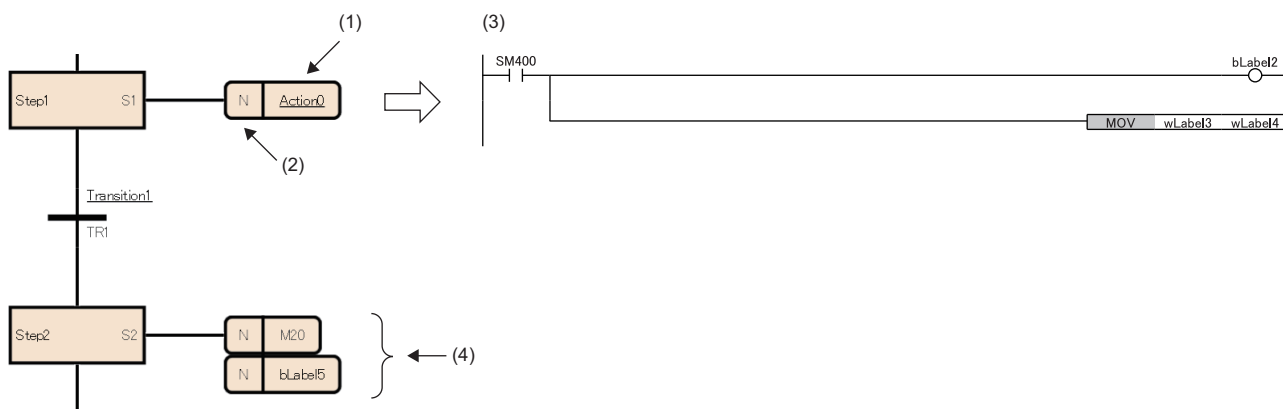 (1)
(3)
SM400
bLabel2
Step1 S1
N Action0
MOV wLabel3 wLabel4
(2)
Transition1
TR1
Step2 S2
N M20
N bLabel5
(4)